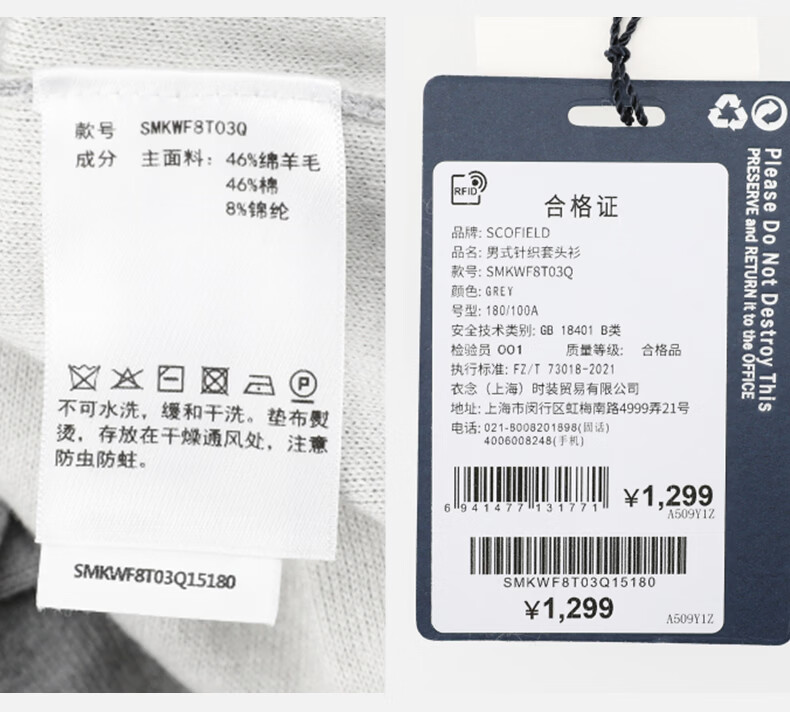 款号 SMKWF8T03Q
成分 主面料: 46%绵羊毛
46%棉
8%锦纶
P
不可水洗，缓和干洗。垫布熨
烫，存放在干燥通风处，注意
防虫防蛀。
SMKWF8T03Q15180
Please Do Not Destroy This
PRESERVE and RETURN it to the OFFICE
RFID
合格证
品牌: SCOFIELD
品名: 男式针织套头衫
款号: SMKWF8T03Q
颜色: GREY
号型: 180/100A
安全技术类别: GB 18401 B类
检验员 001 质量等级: 合格品
执行标准: FZ/T 73018-2021
衣念（上海）时装贸易有限公司
地址: 上海市闵行区虹梅南路4999弄21号
电话: 021-8008201898(固话)
4006008248(手机)
6 941477 131771
¥1,299
A509Y1Z
SMKWF8T03Q15180
¥1,299
A509Y1Z